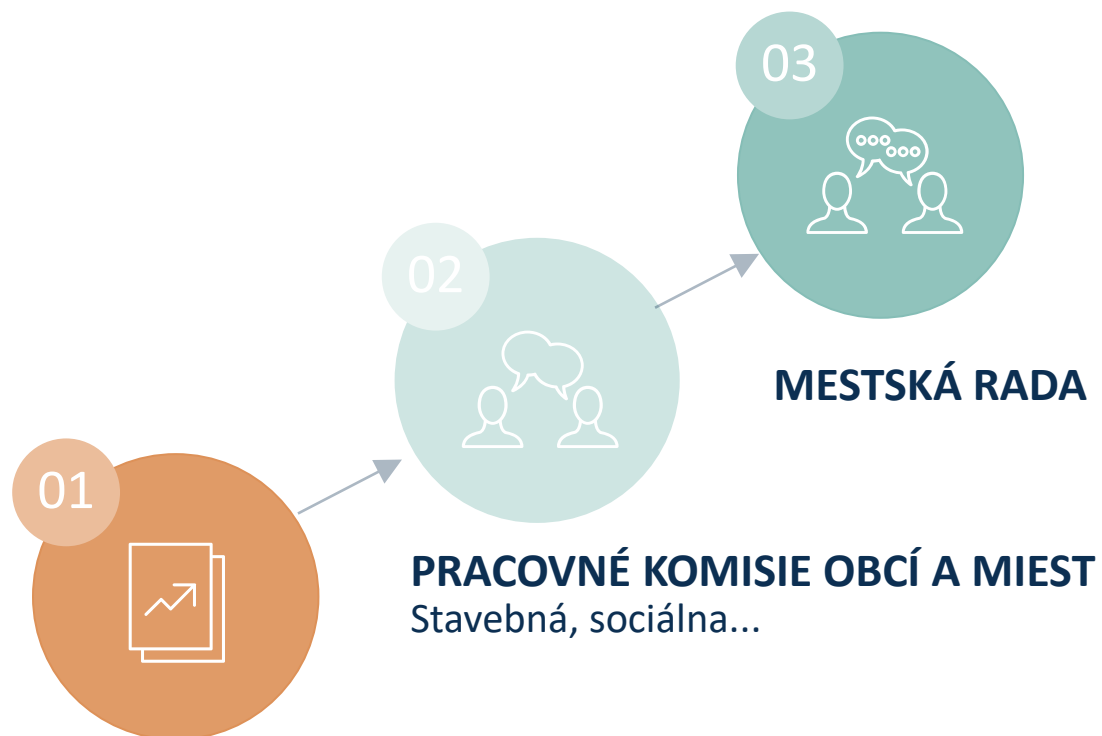 03
MESTSKÁ RADA
02
PRACOVNÉ KOMISIE OBCÍ A MIEST
Stavebná, sociálna...
01